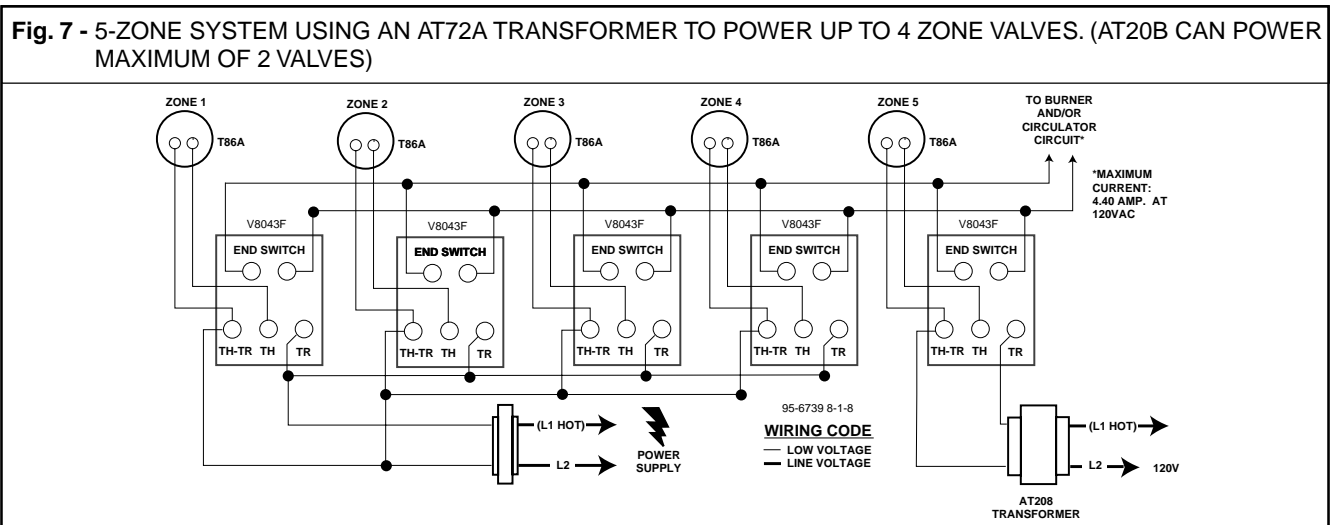 Fig. 7 - 5-ZONE SYSTEM USING AN AT72A TRANSFORMER TO POWER UP TO 4 ZONE VALVES. (AT20B CAN POWER
MAXIMUM OF 2 VALVES)
ZONE 1
ZONE 2
ZONE 3
ZONE 4
ZONE 5
TO BURNER
AND/OR
CIRCULATOR
CIRCUIT*
T86A
T86A
T86A
T86A
T86A
*MAXIMUM
CURRENT:
4.40 AMP. AT
120VAC
V8043F
V8043F
V8043F
V8043F
V8043F
END SWITCH
END SWITCH
END SWITCH
END SWITCH
END SWITCH
TH-TR TH TR
TH-TR TH TR
TH-TR TH TR
TH-TR TH TR
TH-TR TH TR
(L1 HOT)
L2
POWER
SUPPLY
95-6739 8-1-8
WIRING CODE
LOW VOLTAGE
LINE VOLTAGE
(L1 HOT)
L2
120V
AT208
TRANSFORMER